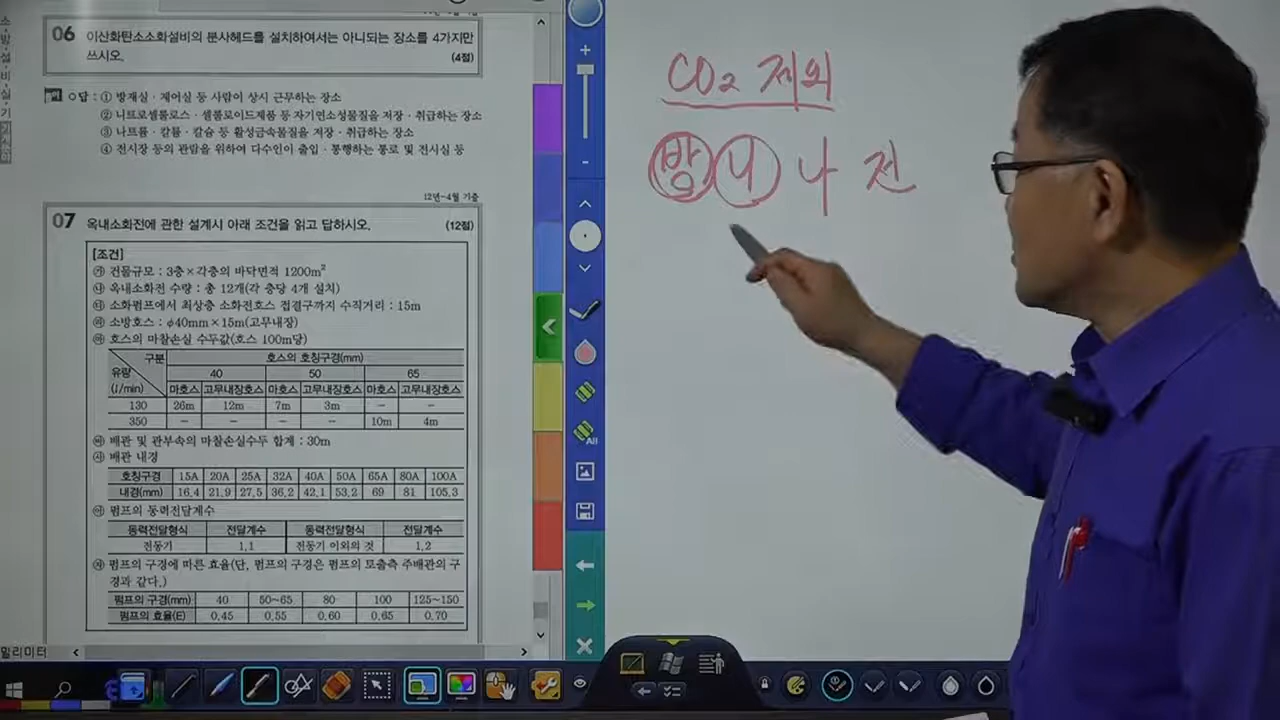 소·방·설·비·실·기
06 이산화탄소소화설비의 분사헤드를 설치하여서는 아니되는 장소를 4가지만
쓰시오. (4점)
○답 : ① 방재실·제어실 등 사람이 상시 근무하는 장소
② 니트로셀룰로스·셀룰로이드제품 등 자기연소성물질을 저장·취급하는 장소
③ 나트륨·칼륨·칼슘 등 활성금속물질을 저장·취급하는 장소
④ 전시장 등의 관람을 위하여 다수인이 출입·통행하는 통로 및 전시실 등
12년~4월 기출
07 옥내소화전에 관한 설계시 아래 조건을 읽고 답하시오. (12점)
[조건]
㉮ 건물규모 : 3층×각층의 바닥면적 1200m²
㉯ 옥내소화전 수량 : 총 12개(각 층당 4개 설치)
㉰ 소화펌프에서 최상층 소화전호스 접결구까지 수직거리 : 15m
㉱ 소방호스 : φ40mm×15m(고무내장)
㉲ 호스의 마찰손실 수두값(호스 100m당)
구분 호스의 호칭구경(mm)
유량 40 50 65
(l/min) 마호스 고무내장호스 마호스 고무내장호스 마호스 고무내장호스
130 26m 12m 7m 3m - -
350 - - - - 10m 4m
㉳ 배관 및 관부속의 마찰손실수두 합계 : 30m
㉴ 배관 내경
호칭구경 15A 20A 25A 32A 40A 50A 65A 80A 100A
내경(mm) 16.4 21.9 27.5 36.2 42.1 53.2 69 81 105.3
㉵ 펌프의 동력전달계수
동력전달형식 전달계수 동력전달형식 전달계수
전동기 1.1 전동기 이외의 것 1.2
㉶ 펌프의 구경에 따른 효율(단, 펌프의 구경은 펌프의 토출측 주배관의 구
경과 같다.)
펌프의 구경(mm) 40 50~65 80 100 125~150
펌프의 효율(E) 0.45 0.55 0.60 0.65 0.70
밀리미터
All
CO₂ 제외
방 니 나 전